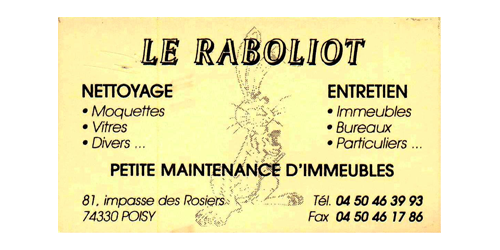 LE RABOLIOT
NETTOYAGE
• Moquettes
• Vitres
• Divers ...
ENTRETIEN
• Immeubles
• Bureaux
• Particuliers ...
PETITE MAINTENANCE D'IMMEUBLES
81, impasse des Rosiers
74330 POISY
Tél. 04 50 46 39 93
Fax 04 50 46 17 86